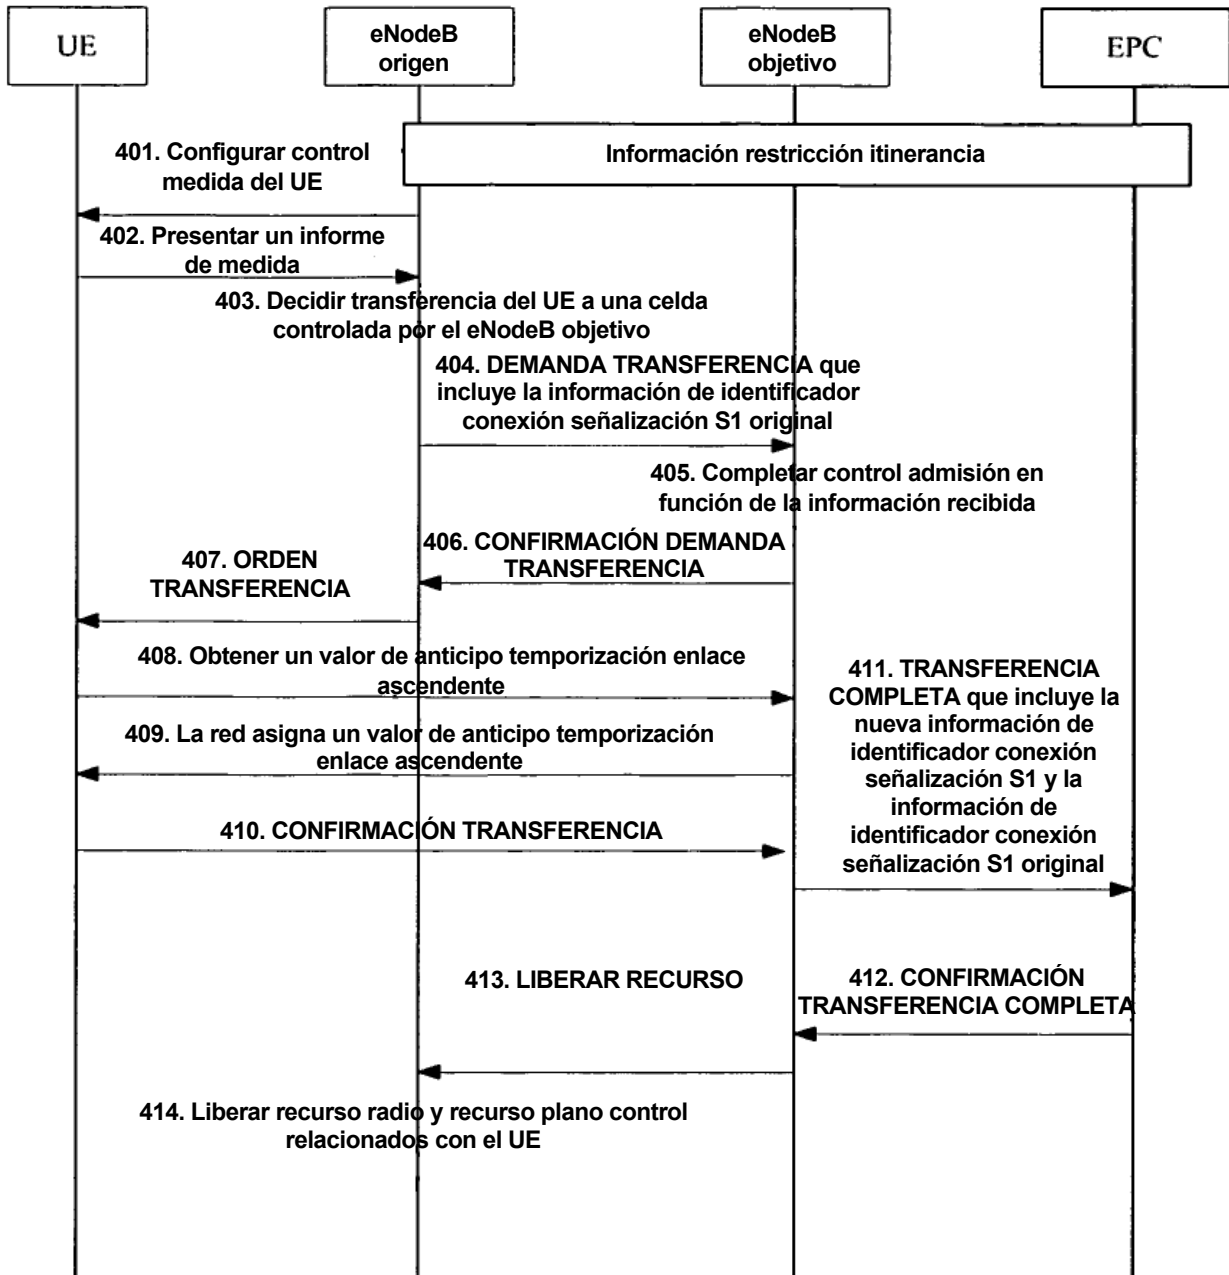 UE
eNodeB
origen
eNodeB
objetivo
EPC
Información restricción itinerancia
401. Configurar control
medida del UE
402. Presentar un informe
de medida
403. Decidir transferencia del UE a una celda
controlada por el eNodeB objetivo
404. DEMANDA TRANSFERENCIA que
incluye la información de identificador
conexión señalización S1 original
405. Completar control admisión en
función de la información recibida
406. CONFIRMACIÓN DEMANDA
TRANSFERENCIA
407. ORDEN
TRANSFERENCIA
408. Obtener un valor de anticipo temporización enlace
ascendente
409. La red asigna un valor de anticipo temporización
enlace ascendente
410. CONFIRMACIÓN TRANSFERENCIA
411. TRANSFERENCIA
COMPLETA que incluye la
nueva información de
identificador conexión
señalización S1 y la
información de
identificador conexión
señalización S1 original
412. CONFIRMACIÓN
TRANSFERENCIA COMPLETA
413. LIBERAR RECURSO
414. Liberar recurso radio y recurso plano control
relacionados con el UE